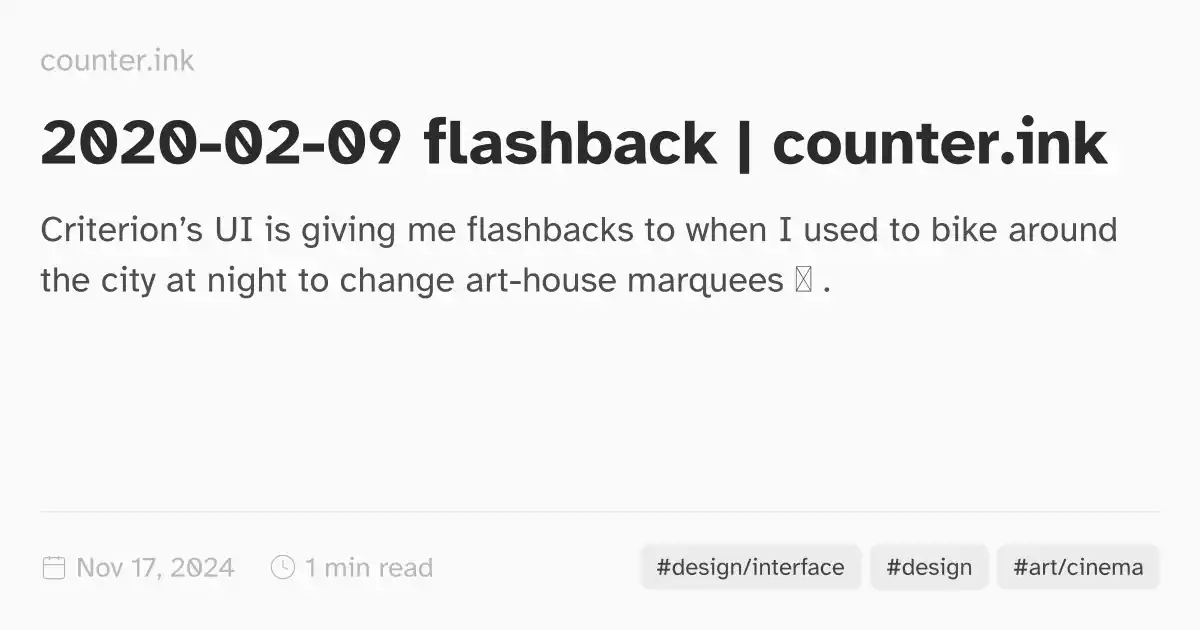 counter.ink
2020-02-09 flashback | counter.ink
Criterion’s UI is giving me flashbacks to when I used to bike around
the city at night to change art-house marquees .
Nov 17, 2024 1 min read #design/interface #design #art/cinema